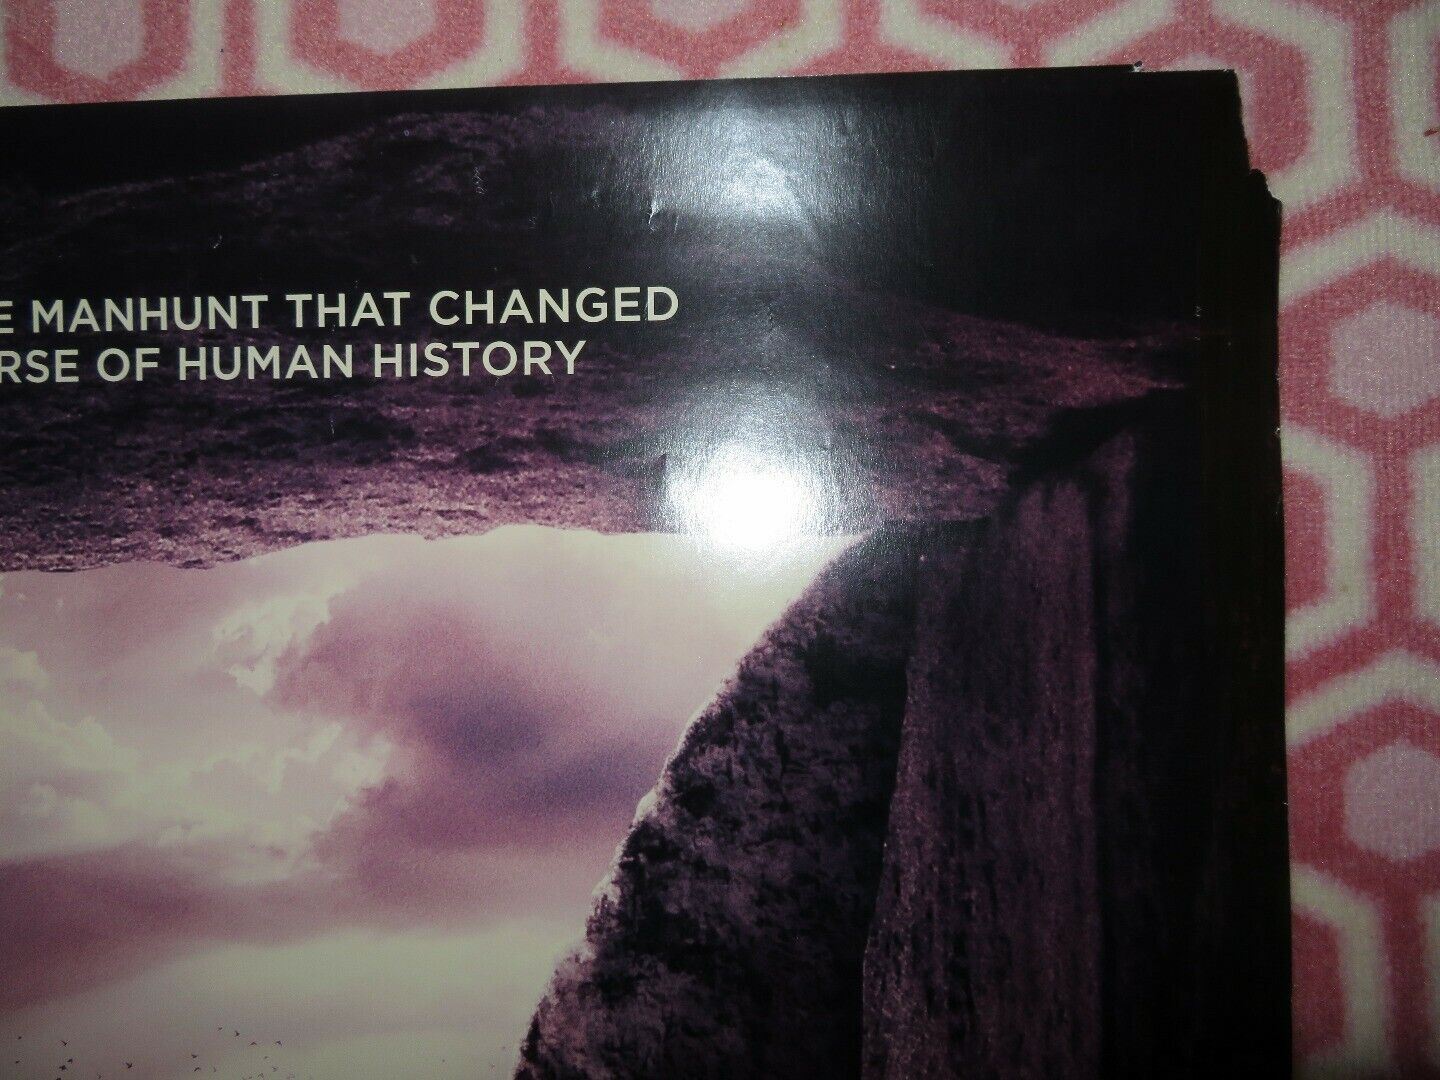 E MANHUNT THAT CHANGED
RSE OF HUMAN HISTORY